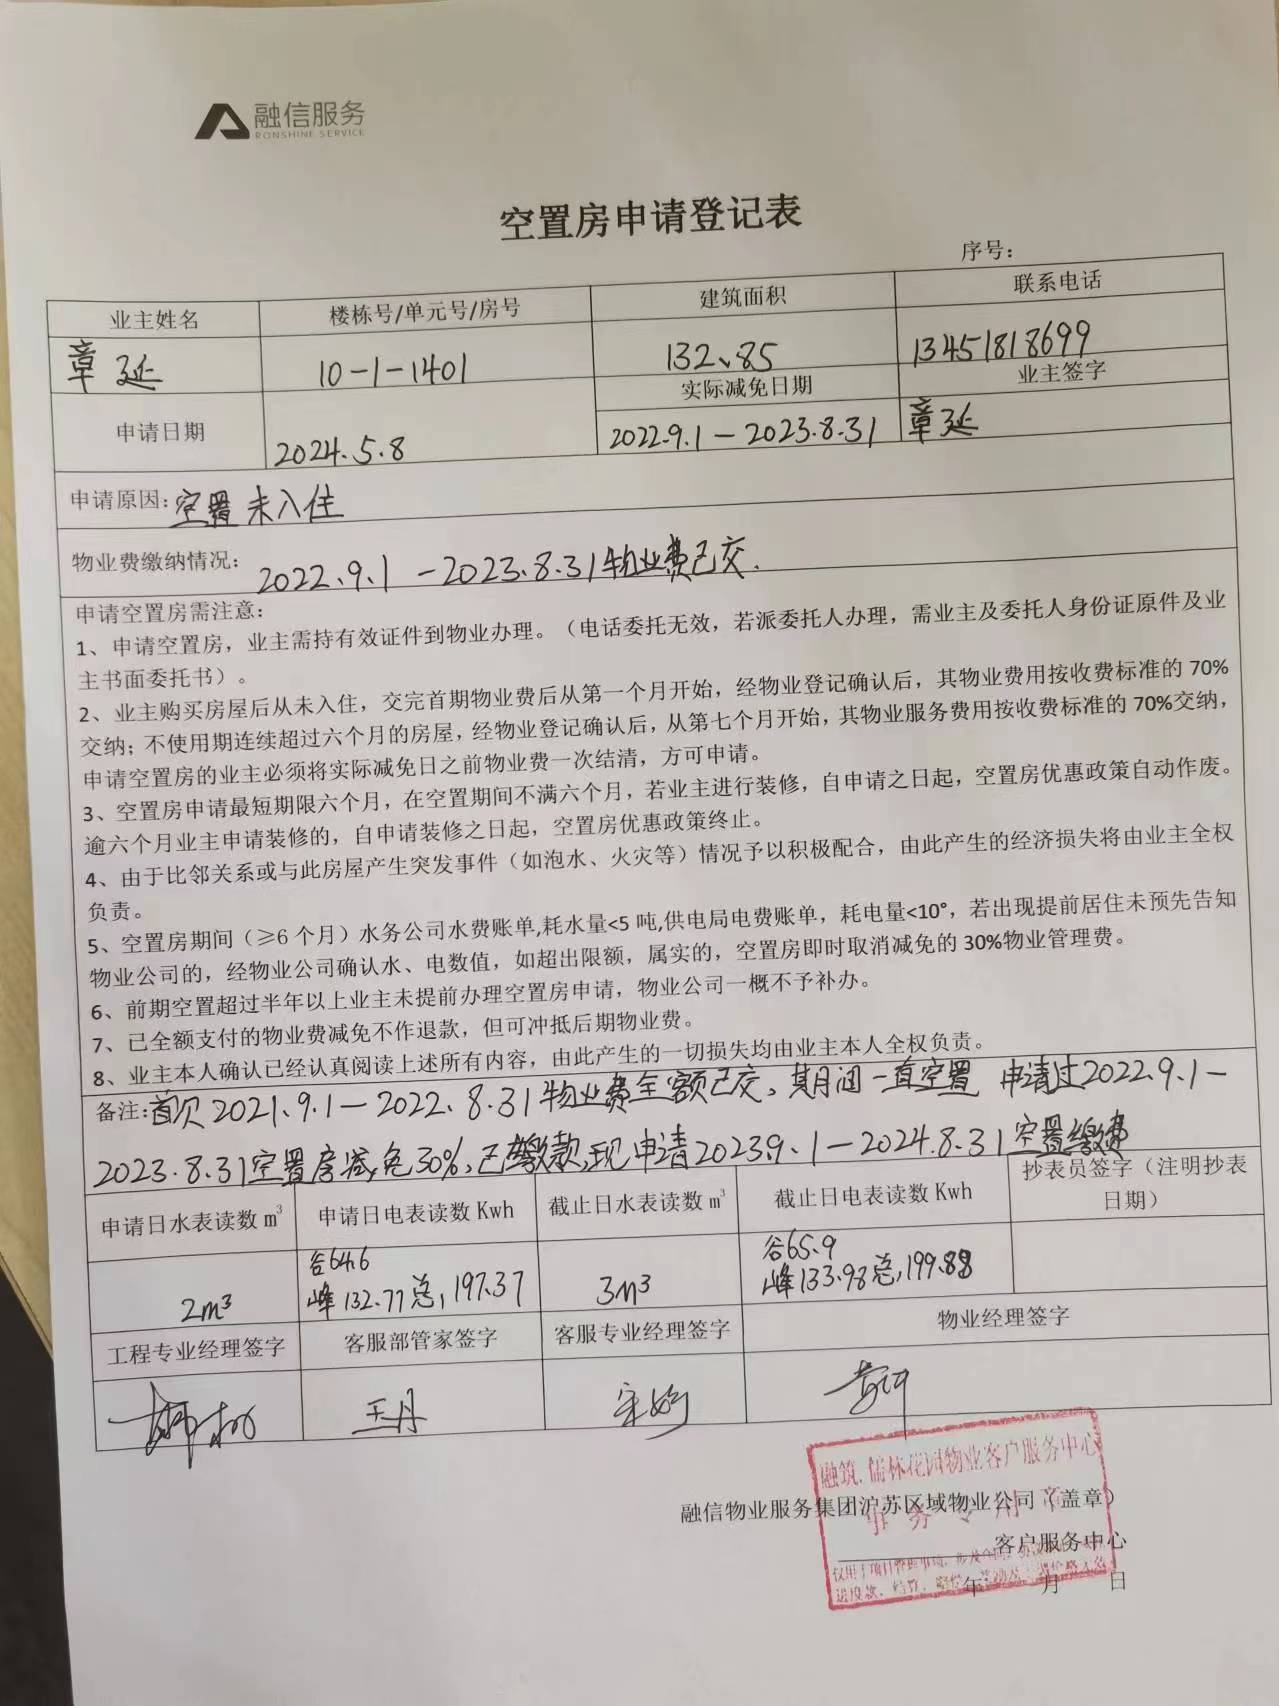 融信服务
RONSHINE SERVICE
空置房申请登记表
序号：
业主姓名 楼栋号/单元号/房号 建筑面积 联系电话
章延 10-1-1401 132、85 13451818699
申请日期 2024.5.8 实际减免日期 业主签字
2022.9.1－2023.8.31 章延
申请原因：空置未入住
物业费缴纳情况：2022.9.1－2023.8.31物业费已交.
申请空置房需注意：
1、申请空置房，业主需持有效证件到物业办理。（电话委托无效，若派委托人办理，需业主及委托人身份证原件及业
主书面委托书）。
2、业主购买房屋后从未入住，交完首期物业费后从第一个月开始，经物业登记确认后，其物业费用按收费标准的 70%
交纳；不使用期连续超过六个月的房屋，经物业登记确认后，从第七个月开始，其物业服务费用按收费标准的 70%交纳，
申请空置房的业主必须将实际减免日之前物业费一次结清，方可申请。
3、空置房申请最短期限六个月，在空置期间不满六个月，若业主进行装修，自申请之日起，空置房优惠政策自动作废。
逾六个月业主申请装修的，自申请装修之日起，空置房优惠政策终止。
4、由于比邻关系或与此房屋产生突发事件（如泡水、火灾等）情况予以积极配合，由此产生的经济损失将由业主全权
负责。
5、空置房期间（≥6 个月）水务公司水费账单,耗水量<5 吨,供电局电费账单，耗电量<10°，若出现提前居住未预先告知
物业公司的，经物业公司确认水、电数值，如超出限额，属实的，空置房即时取消减免的 30%物业管理费。
6、前期空置超过半年以上业主未提前办理空置房申请，物业公司一概不予补办。
7、已全额支付的物业费减免不作退款，但可冲抵后期物业费。
8、业主本人确认已经认真阅读上述所有内容，由此产生的一切损失均由业主本人全权负责。
备注：首次2021.9.1－2022.8.31物业费全额已交。其期间一直空置 申请过2022.9.1－
2023.8.31空置房减免30%，已缴款，现申请2023.9.1－2024.8.31空置缴费
申请日水表读数 m³ 申请日电表读数 Kwh 截止日水表读数 m³ 截止日电表读数 Kwh 抄表员签字（注明抄表
日期）
谷64.6 谷65.9
2m³ 峰132.77总，197.37 3m³ 峰133.98总，199.88
工程专业经理签字 客服部管家签字 客服专业经理签字 物业经理签字
王丹
融筑.儒林花园物业客户服务中心
融信物业服务集团沪苏区域物业公司（盖章）
事务专用章
客户服务中心
年 月 日